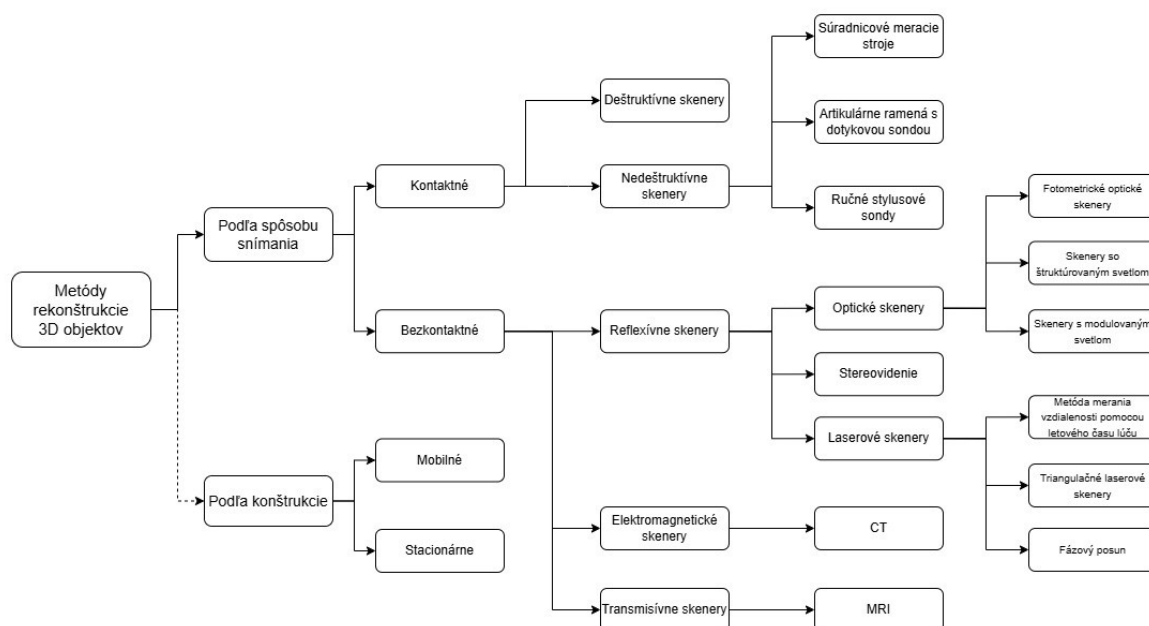 Metódy
rekonštrukcie
3D objektov
Podľa spôsobu
snímania
Podľa konštrukcie
Kontaktné
Bezkontaktné
Mobilné
Stacionárne
Deštruktívne skenery
Nedeštruktívne
skenery
Reflexívne skenery
Elektromagnetické
skenery
Transmisívne skenery
Súradnicové meracie
stroje
Artikulárne ramená s
dotykovou sondou
Ručné stylusové
sondy
Optické skenery
Stereovidenie
Laserové skenery
CT
MRI
Fotometrické optické
skenery
Skenery so
štruktúrovaným svetlom
Skenery s modulovaným
svetlom
Metóda merania
vzdialenosti pomocou
letového času lúču
Triangulačné laserové
skenery
Fázový posun